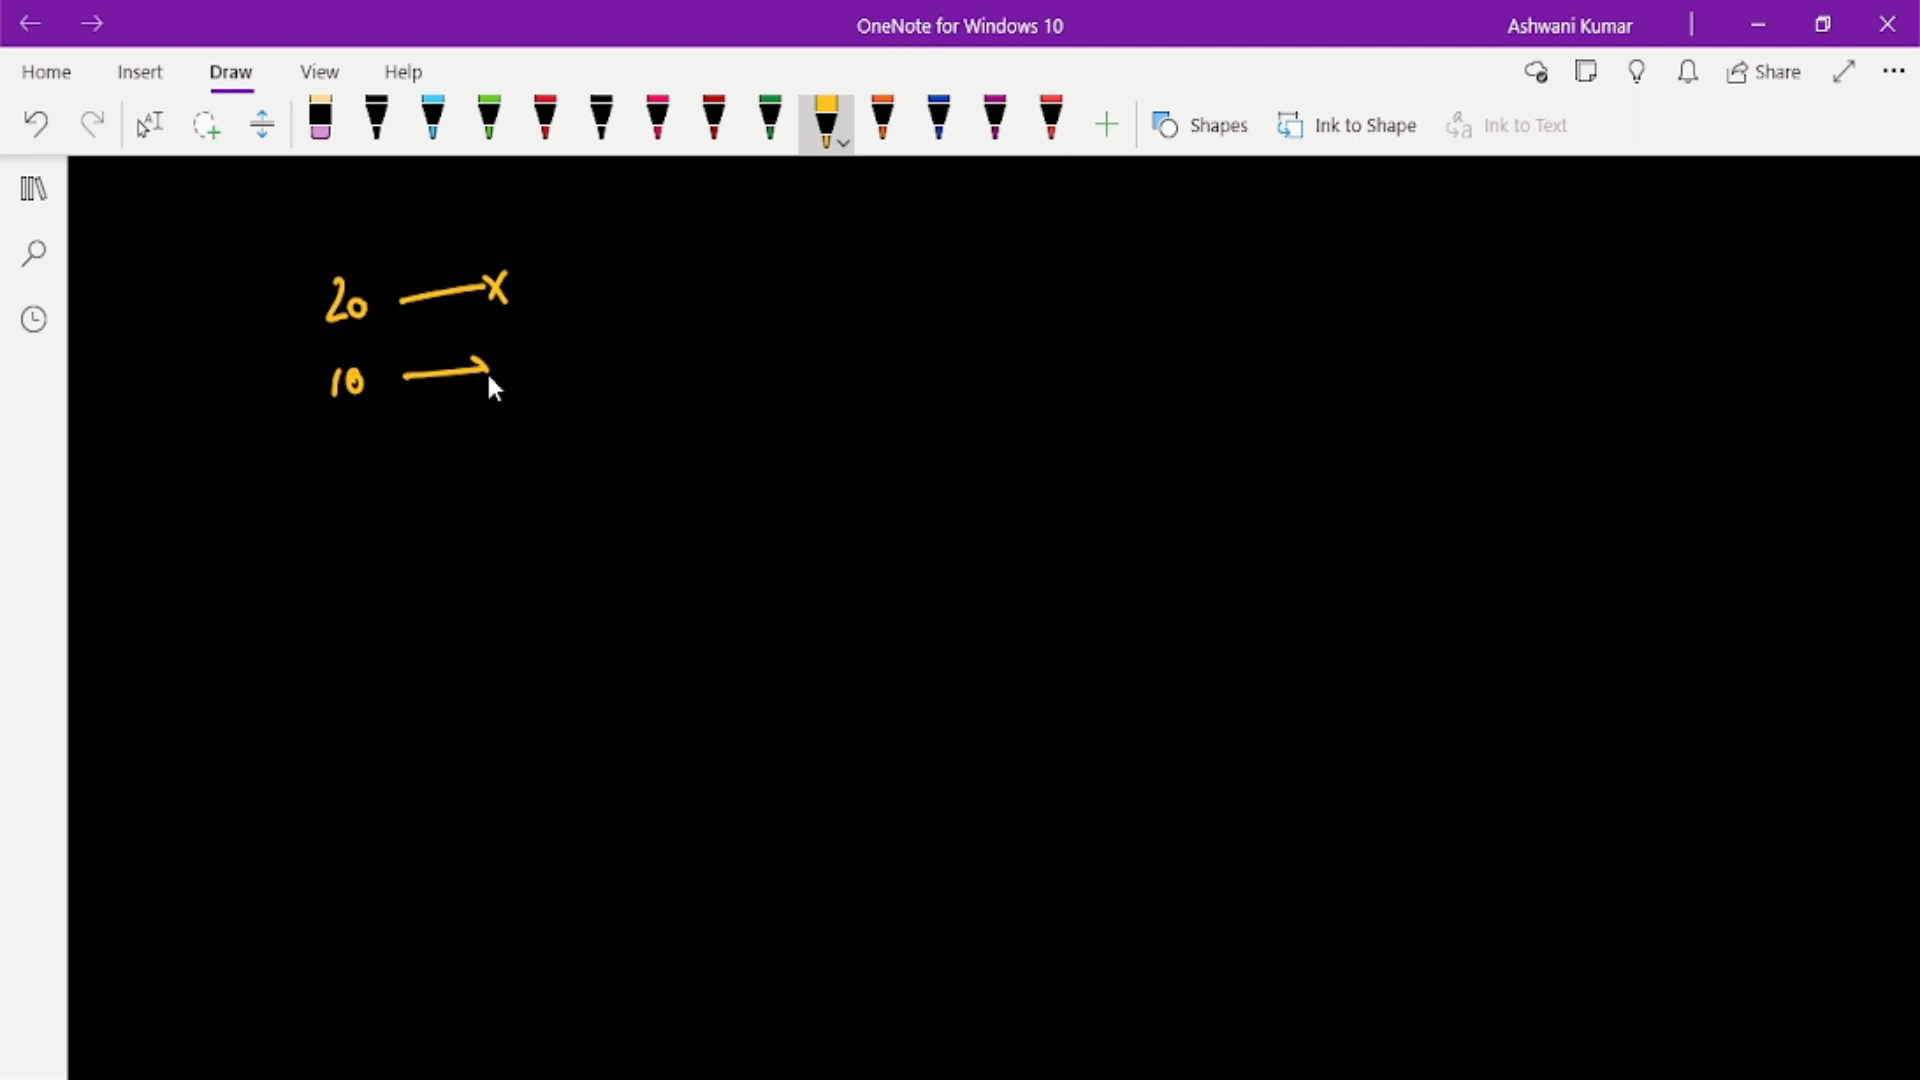 OneNote for Windows 10
Ashwani Kumar
Home Insert Draw View Help
Share
Shapes Ink to Shape Ink to Text
20 — x
10 →